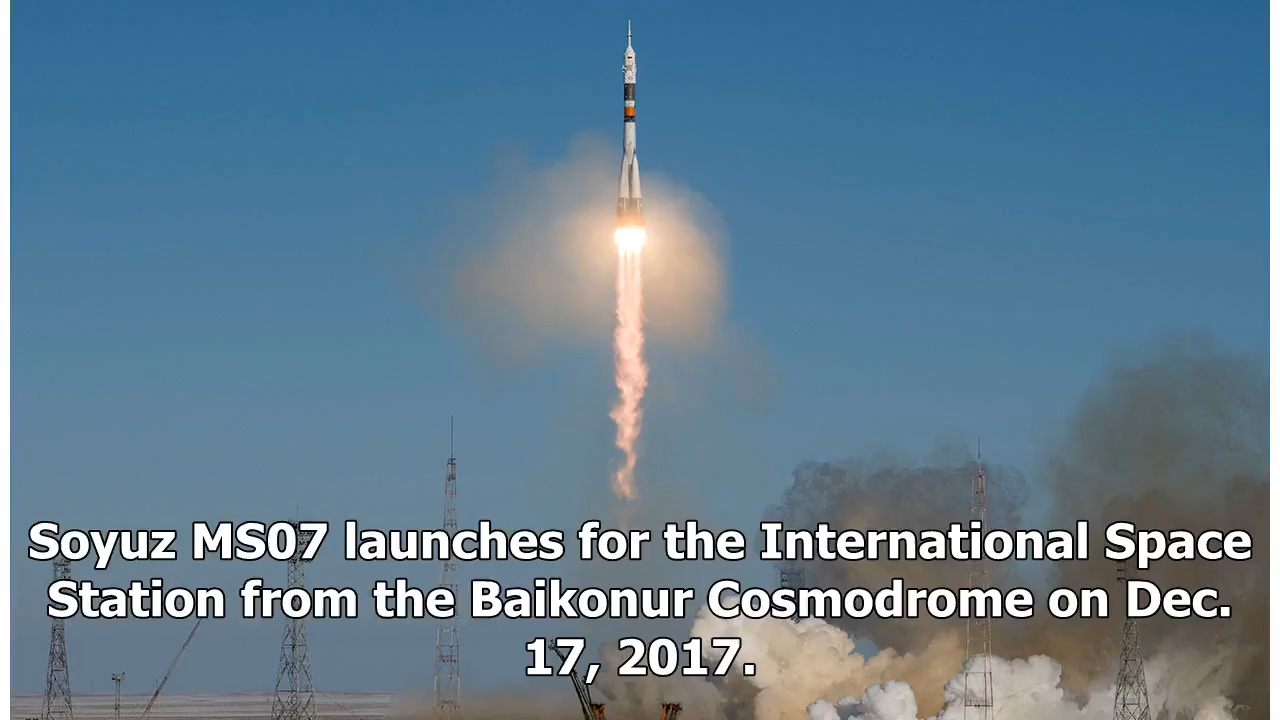 Soyuz MS07 launches for the International Space
Station from the Baikonur Cosmodrome on Dec.
17, 2017.